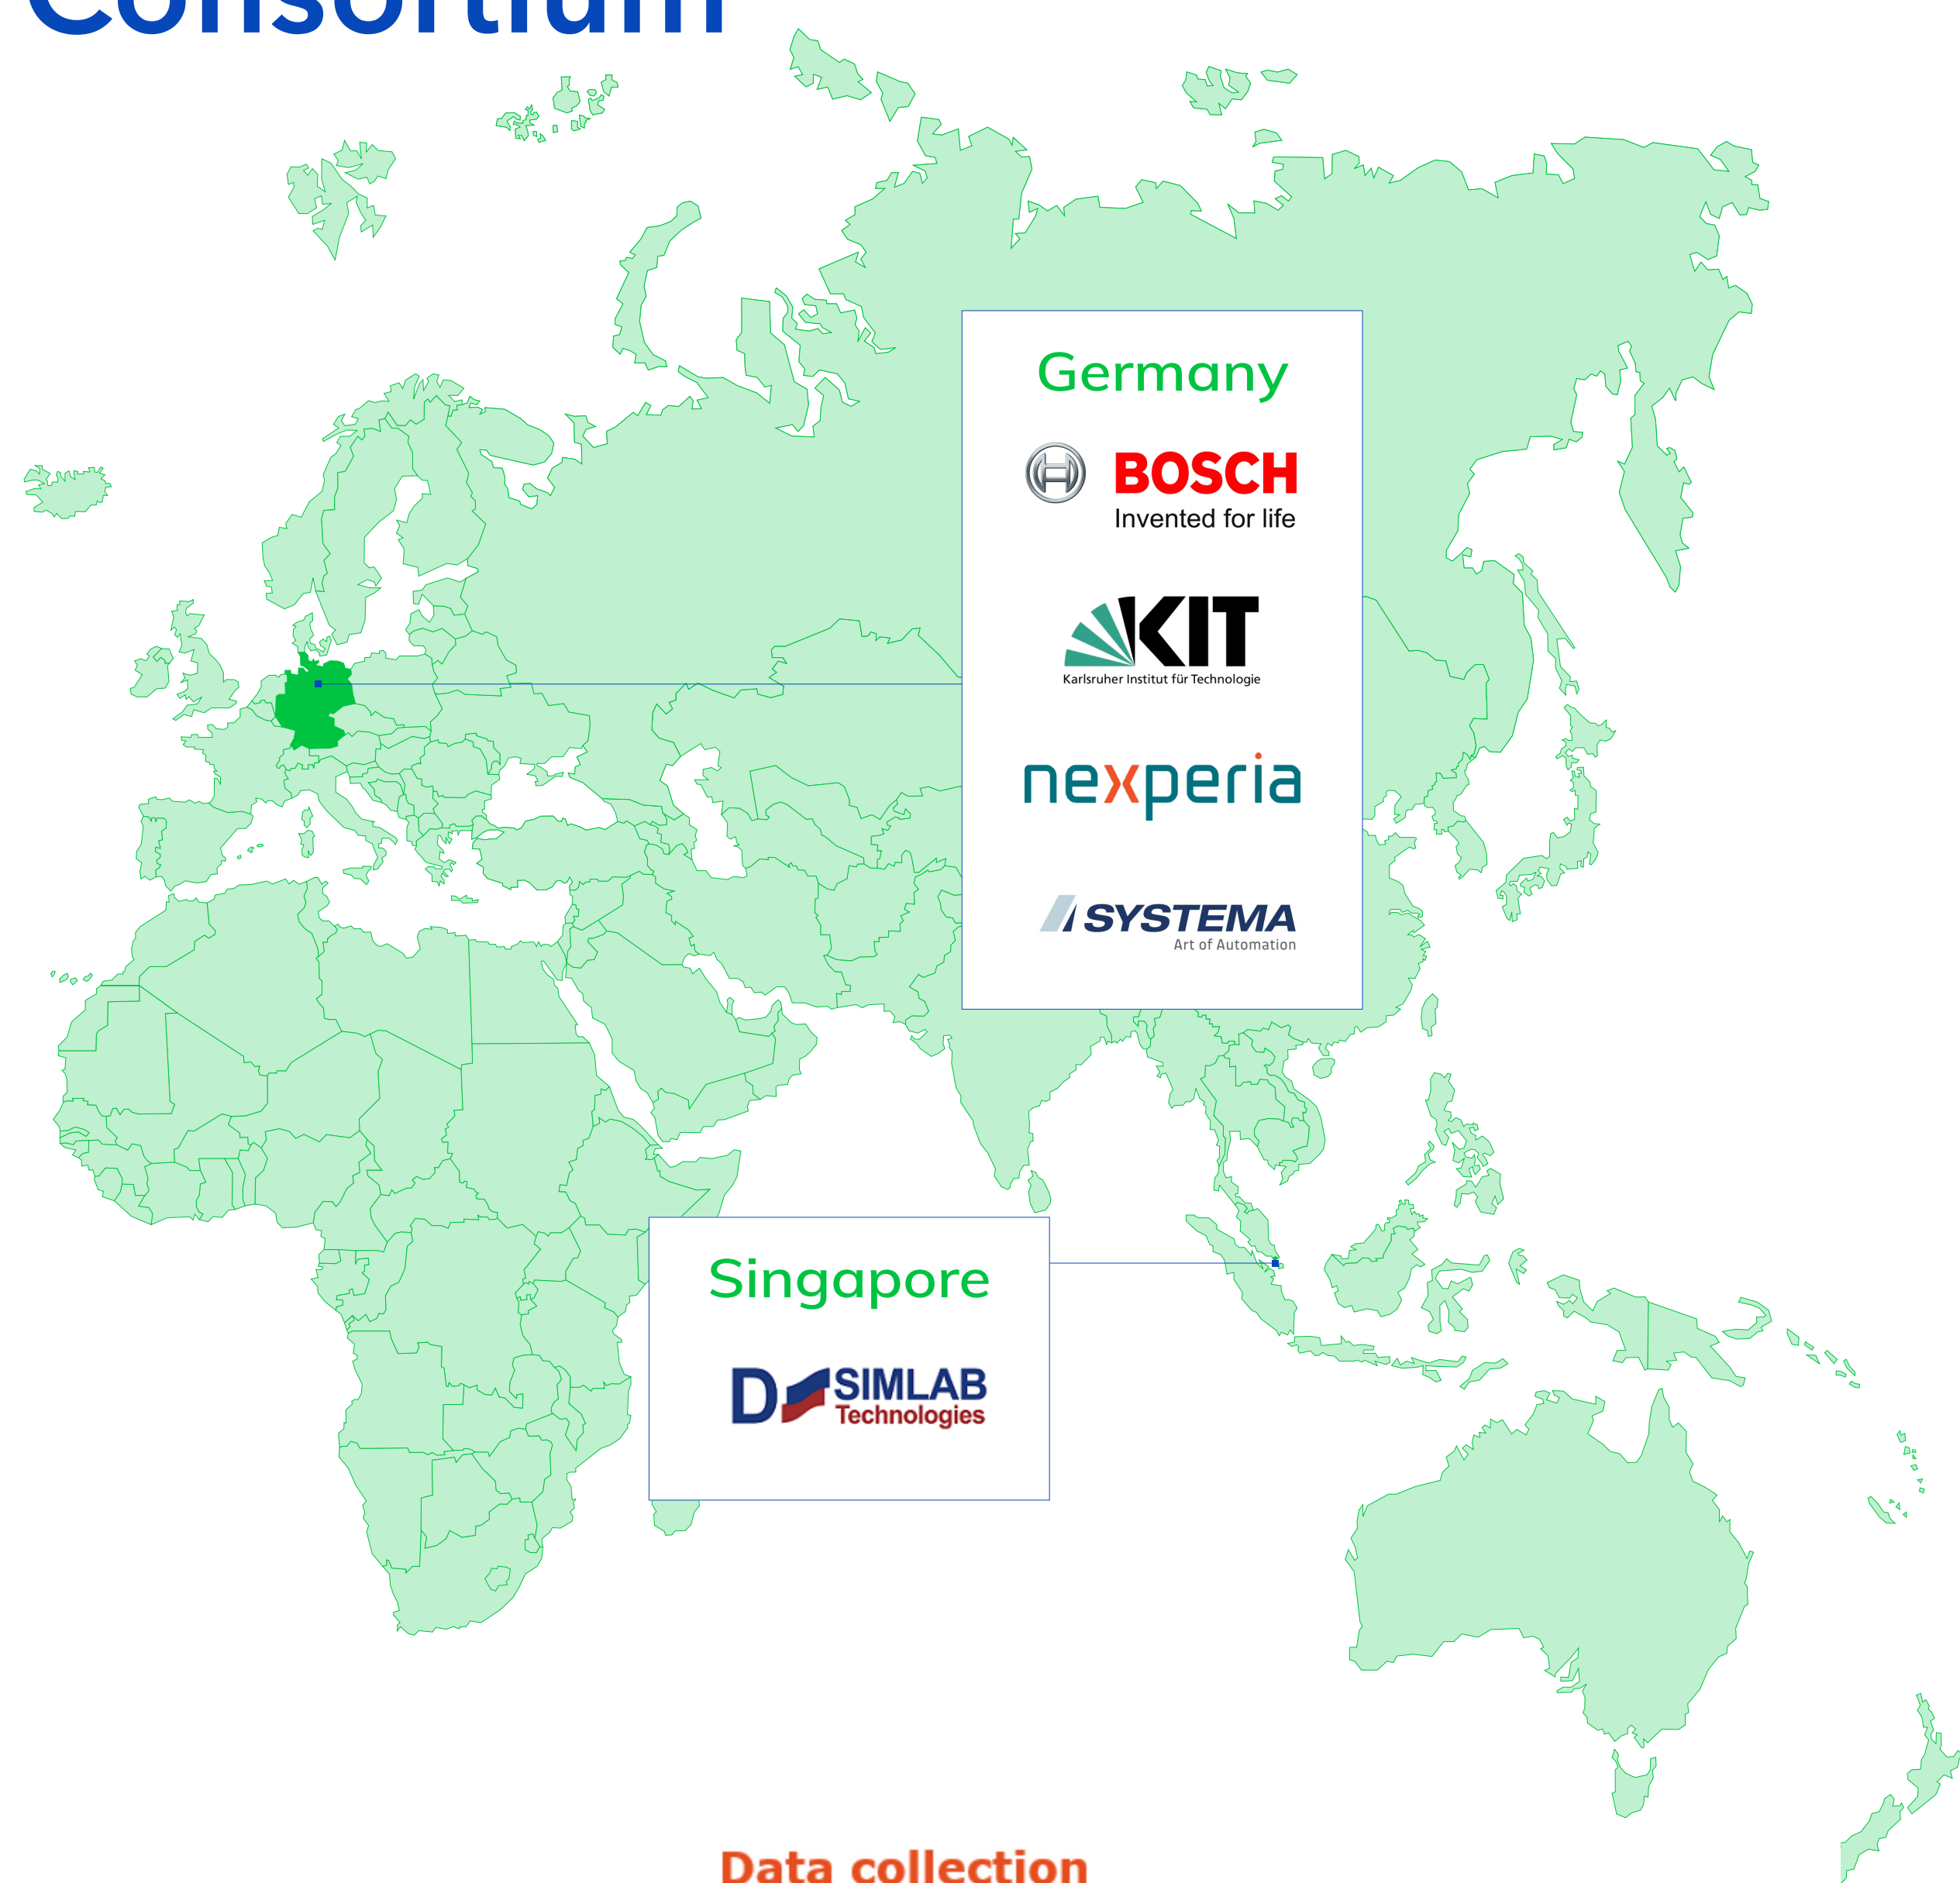 Consortium
Germany
BOSCH
Invented for life
KIT
Karlsruher Institut für Technologie
nexperia
SYSTEMA
Art of Automation
Singapore
D SIMLAB
Technologies
Data collection